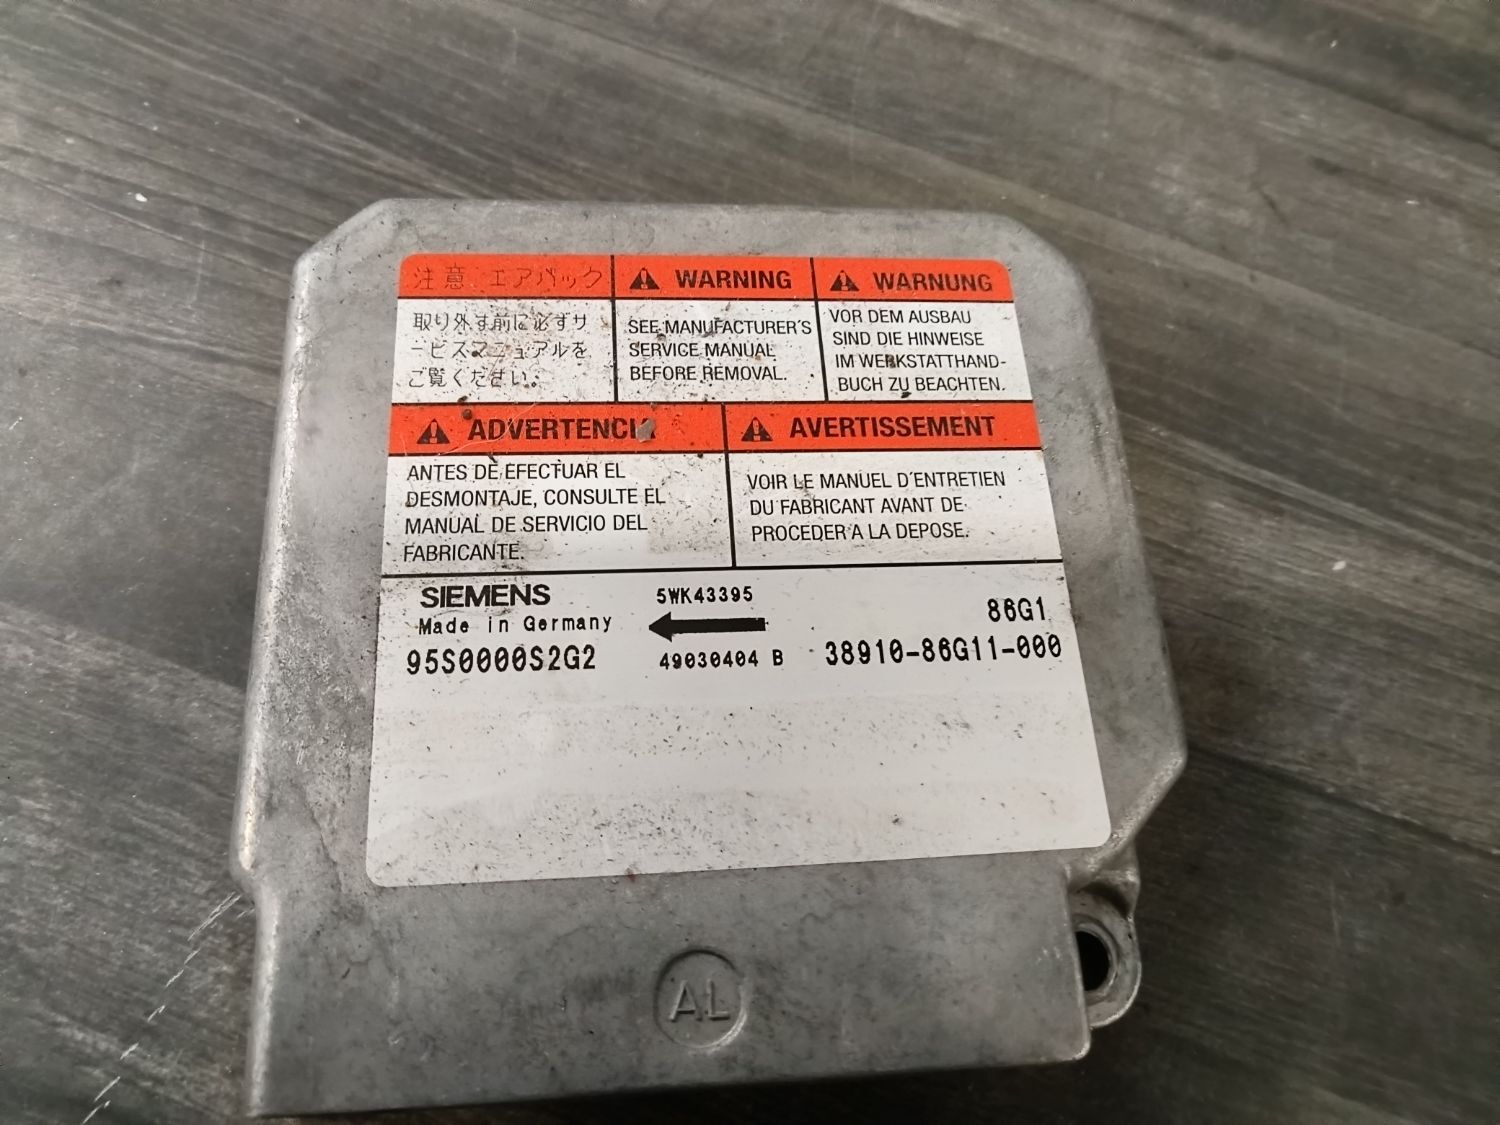 注意 エアバック
取り外す前に必ずサ
ービスマニュアルを
ご覧ください。
WARNING
SEE MANUFACTURER'S
SERVICE MANUAL
BEFORE REMOVAL.
WARNUNG
VOR DEM AUSBAU
SIND DIE HINWEISE
IM WERKSTATTHAND-
BUCH ZU BEACHTEN.
ADVERTENCIA
ANTES DE EFECTUAR EL
DESMONTAJE, CONSULTE EL
MANUAL DE SERVICIO DEL
FABRICANTE.
AVERTISSEMENT
VOIR LE MANUEL D'ENTRETIEN
DU FABRICANT AVANT DE
PROCEDER A LA DEPOSE.
SIEMENS 5WK43395
Made in Germany 86G1
95S0000S2G2 49030404 B 38910-86G11-000
AL